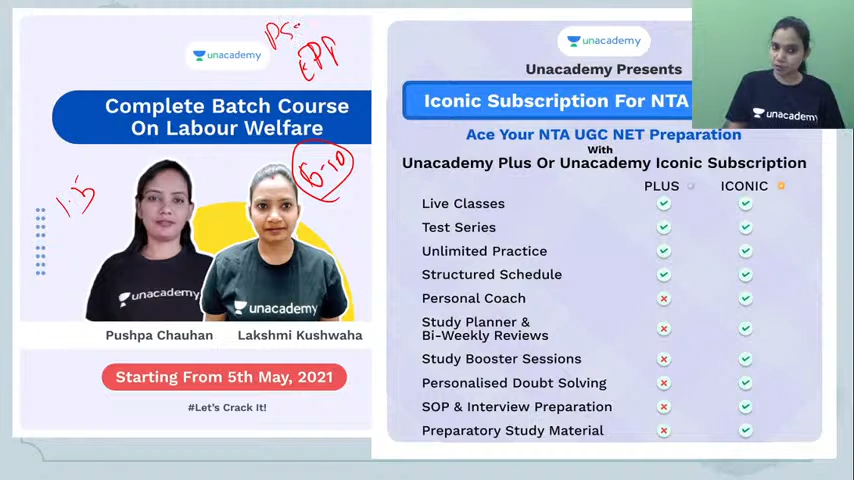 unacademy
Complete Batch Course
On Labour Welfare
1-5
6-10
unacademy
unacademy
Pushpa Chauhan
Lakshmi Kushwaha
Starting From 5th May, 2021
#Let's Crack It!
unacademy
Unacademy Presents
Iconic Subscription For NTA
Ace Your NTA UGC NET Preparation
With
Unacademy Plus Or Unacademy Iconic Subscription
PLUS ICONIC
Live Classes
Test Series
Unlimited Practice
Structured Schedule
Personal Coach
Study Planner &
Bi-Weekly Reviews
Study Booster Sessions
Personalised Doubt Solving
SOP & Interview Preparation
Preparatory Study Material
unacademy